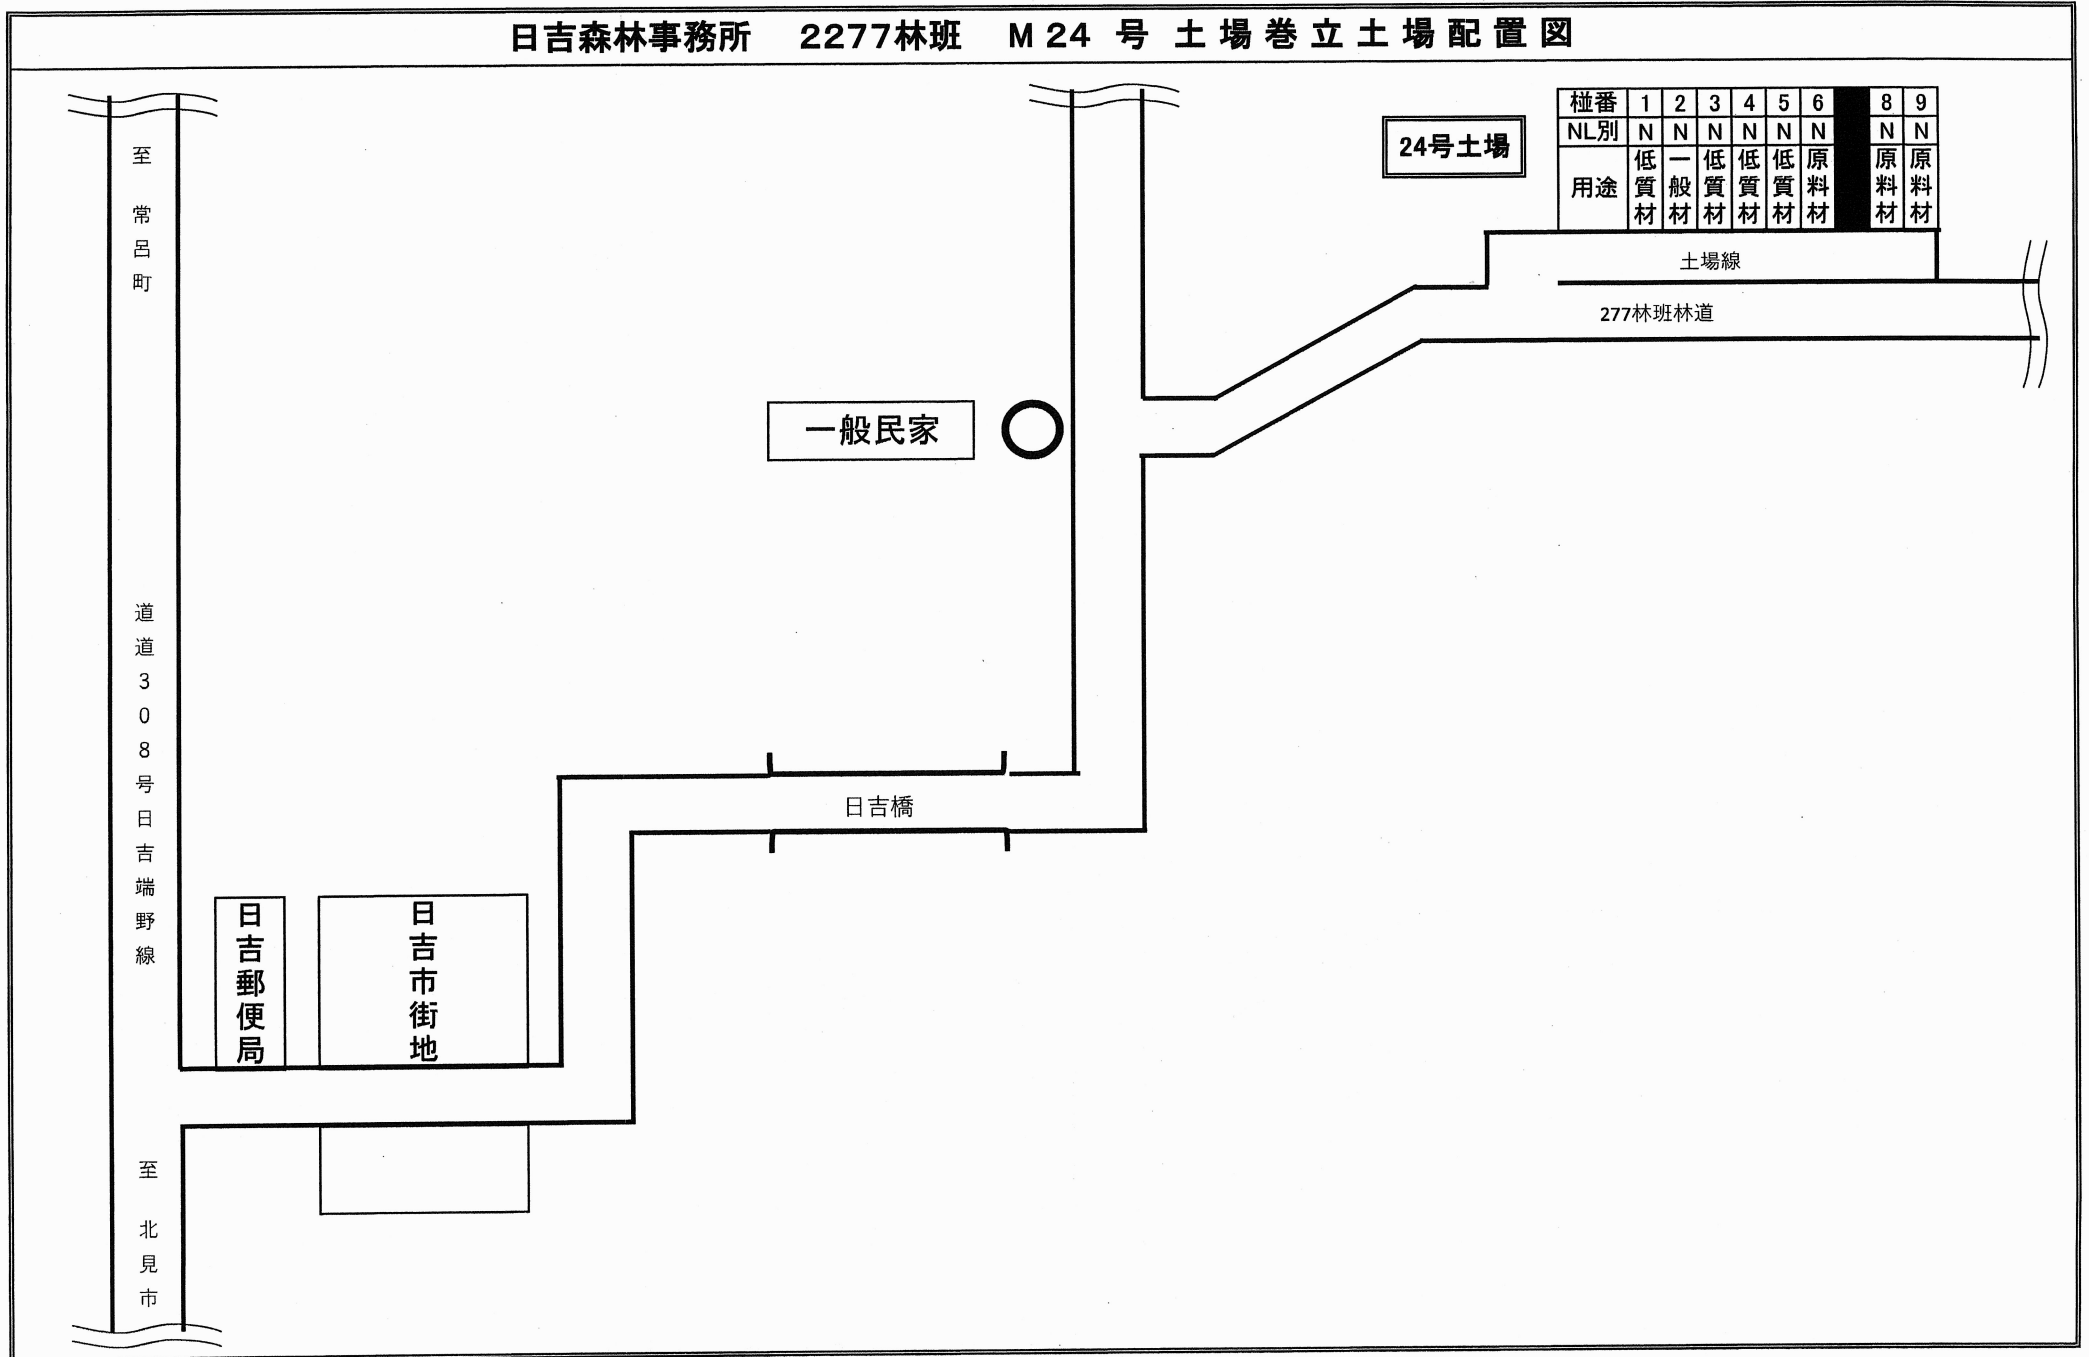 日吉森林事務所 2277林班 M24 号 土場巻立土場配置図
至 常呂町
24号土場
椪番 1 2 3 4 5 6 8 9
NL別 N N N N N N N N
用途 低質材 一般材 低質材 低質材 低質材 原料材 原料材 原料材
土場線
277林班林道
一般民家
道道308号日吉端野線
日吉橋
日吉郵便局
日吉市街地
至 北見市